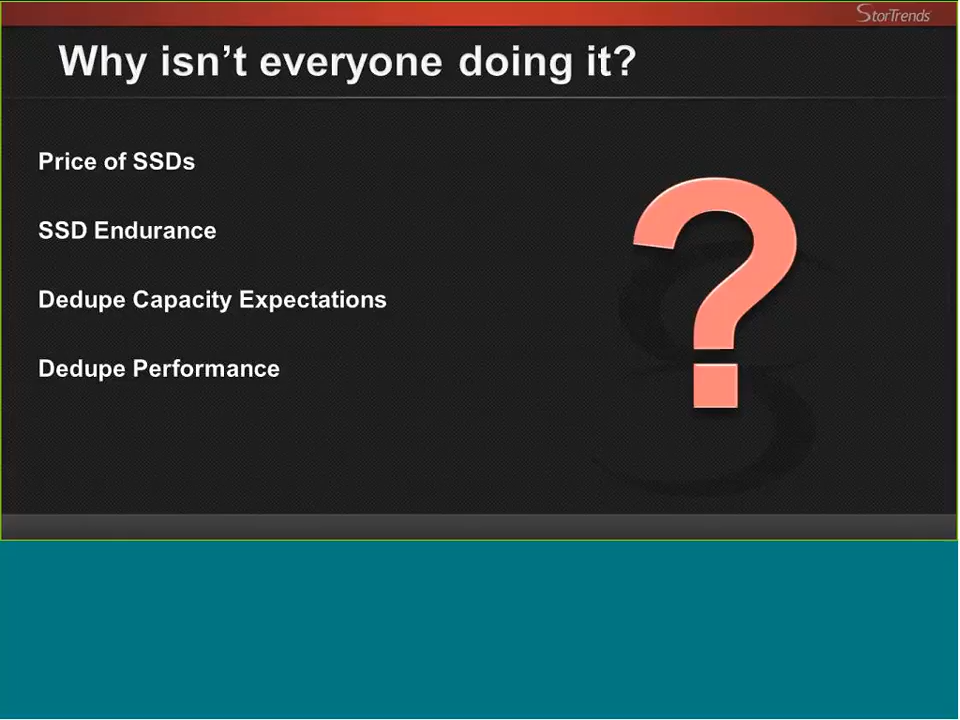 StorTrends
Why isn’t everyone doing it?
Price of SSDs
SSD Endurance
Dedupe Capacity Expectations
Dedupe Performance
?